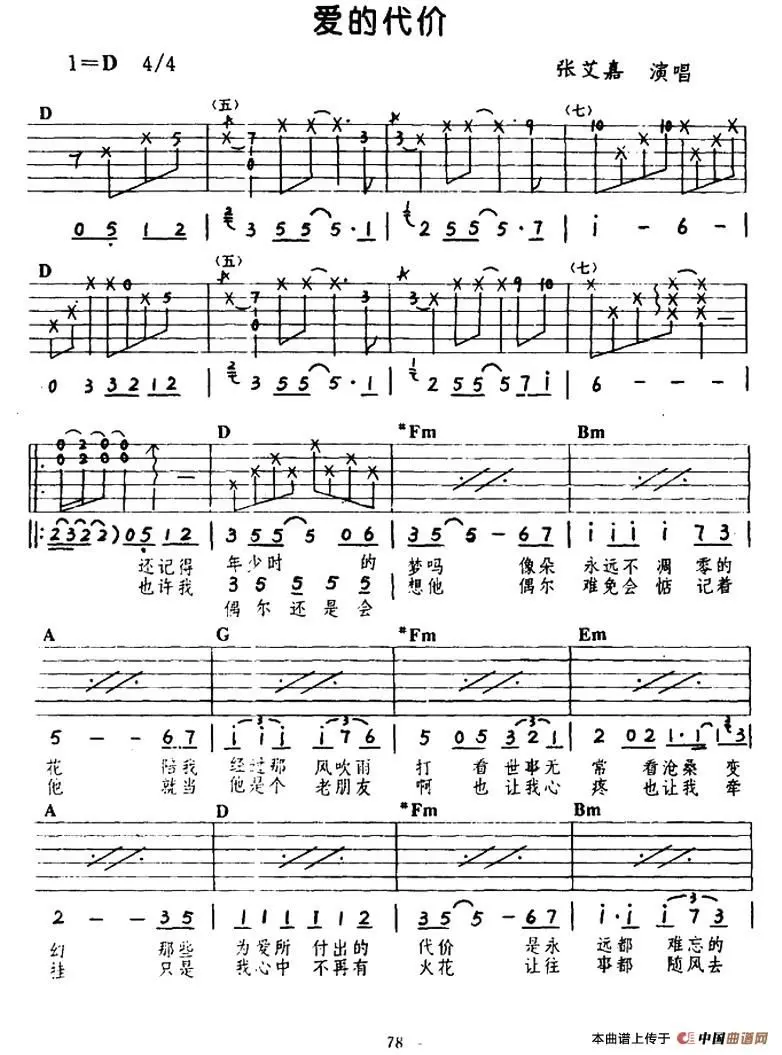 爱的代价
1=D 4/4
张艾嘉 演唱
D
(五)
(七)
0 5 1 2 | 3 5 5 5 · 1 | 2 5 5 5 · 7 | i - 6 - |
D
(五)
(七)
0 3 3 2 1 2 | 3 5 5 5 · 1 | 2 5 5 5 7 i | 6 - - - |
D #Fm Bm
2 3 2 2 ) 0 5 1 2 | 3 5 5 5 0 6 | 3 5 5 - 6 7 | i i i i 7 3 |
还记得 年少时 的 梦吗 像朵 永远不 凋 零的
也许我 3 5 5 5 5 5 想他 偶尔 难免会 惦 记着
偶尔还是会
A G #Fm Em
5 - - 6 7 | i i i i 7 6 | 5 0 5 3 2 1 | 2 0 2 1 · 1 1 3 |
花 陪我 经过那 风吹雨 打 看 世事无 常 看沧桑 变
他 就当 他是个 老朋友 啊 也 让我心 疼 也让我 牵
A D #Fm Bm
2 - - 3 5 | 1 1 1 1 1 2 | 3 5 5 - 6 7 | i · i i 7 3 |
幻 那些 为爱所 付出的 代价 是永 远都 难忘的
挂 只是 我心中 不再有 火花 让往 事都 随风去
78
本曲谱上传于 中国曲谱网